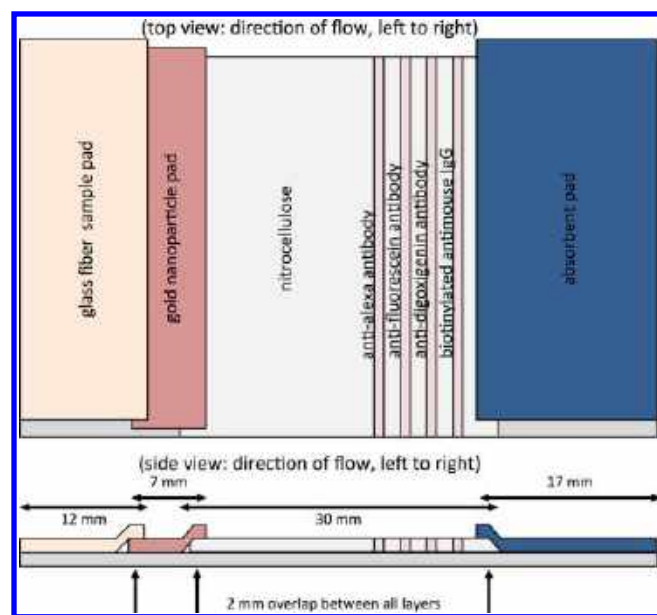 (top view: direction of flow, left to right)
glass fiber sample pad
gold nanoparticle pad
nitrocellulose
anti-alexa antibody
anti-fluorescein antibody
anti-digoxigenin antibody
biotinylated antimouse IgG
absorbent pad
(side view: direction of flow, left to right)
7 mm
17 mm
12 mm
30 mm
2 mm overlap between all layers